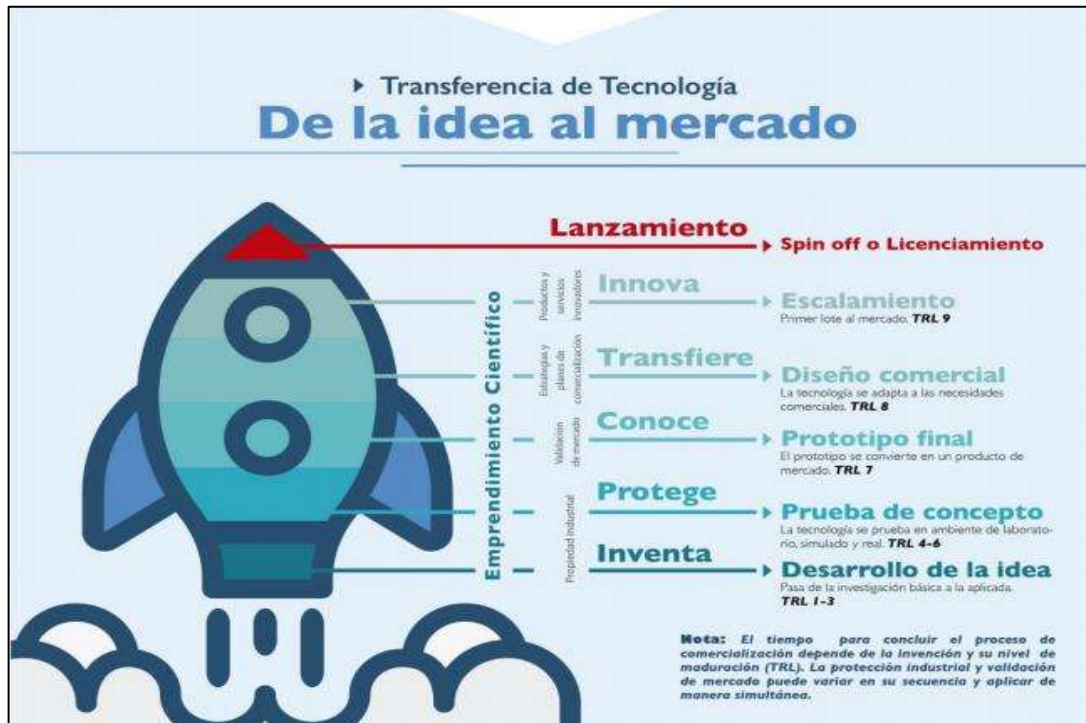 Transferencia de Tecnología
De la idea al mercado
Lanzamiento
Spin off o Licenciamiento
Emprendimiento Científico
Productos y
servicios
innovadores
Innova
Escalamiento
Primer lote al mercado. TRL 9
Estrategias y
planes de
comercialización
Transfiere
Diseño comercial
La tecnología se adapta a las necesidades
comerciales. TRL 8
Validación
de mercado
Conoce
Prototipo final
El prototipo se convierte en un producto de
mercado. TRL 7
Propiedad industrial
Protege
Prueba de concepto
La tecnología se prueba en ambiente de laborato-
rio, simulado y real. TRL 4-6
Inventa
Desarrollo de la idea
Pasa de la investigación básica a la aplicada.
TRL 1-3
Nota: El tiempo para concluir el proceso de
comercialización depende de la invención y su nivel de
maduración (TRL). La protección industrial y validación
de mercado puede variar en su secuencia y aplicar de
manera simultánea.